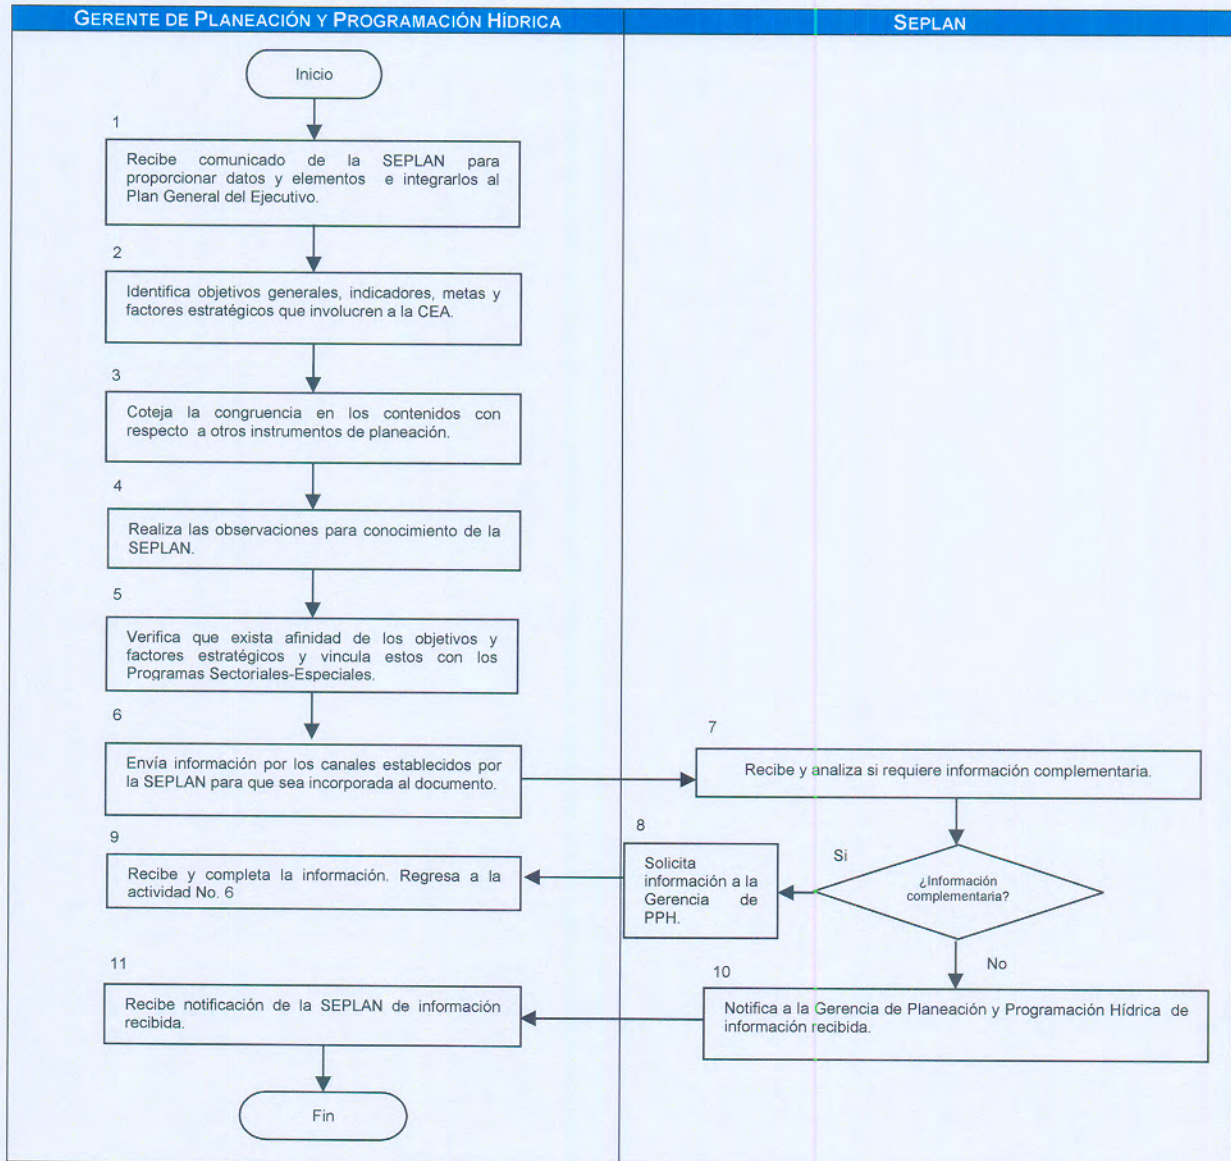 GERENTE DE PLANEACIÓN Y PROGRAMACIÓN HÍDRICA
SEPLAN
Inicio
1
Recibe comunicado de la SEPLAN para
proporcionar datos y elementos e integrarlos al
Plan General del Ejecutivo.
2
Identifica objetivos generales, indicadores, metas y
factores estratégicos que involucren a la CEA.
3
Coteja la congruencia en los contenidos con
respecto a otros instrumentos de planeación.
4
Realiza las observaciones para conocimiento de la
SEPLAN.
5
Verifica que exista afinidad de los objetivos y
factores estratégicos y vincula estos con los
Programas Sectoriales-Especiales.
6
Envía información por los canales establecidos por
la SEPLAN para que sea incorporada al documento.
7
Recibe y analiza si requiere información complementaria.
¿Información
complementaria?
Si
8
Solicita
información a la
Gerencia de
PPH.
9
Recibe y completa la información. Regresa a la
actividad No. 6
No
10
Notifica a la Gerencia de Planeación y Programación Hídrica de
información recibida.
11
Recibe notificación de la SEPLAN de información
recibida.
Fin